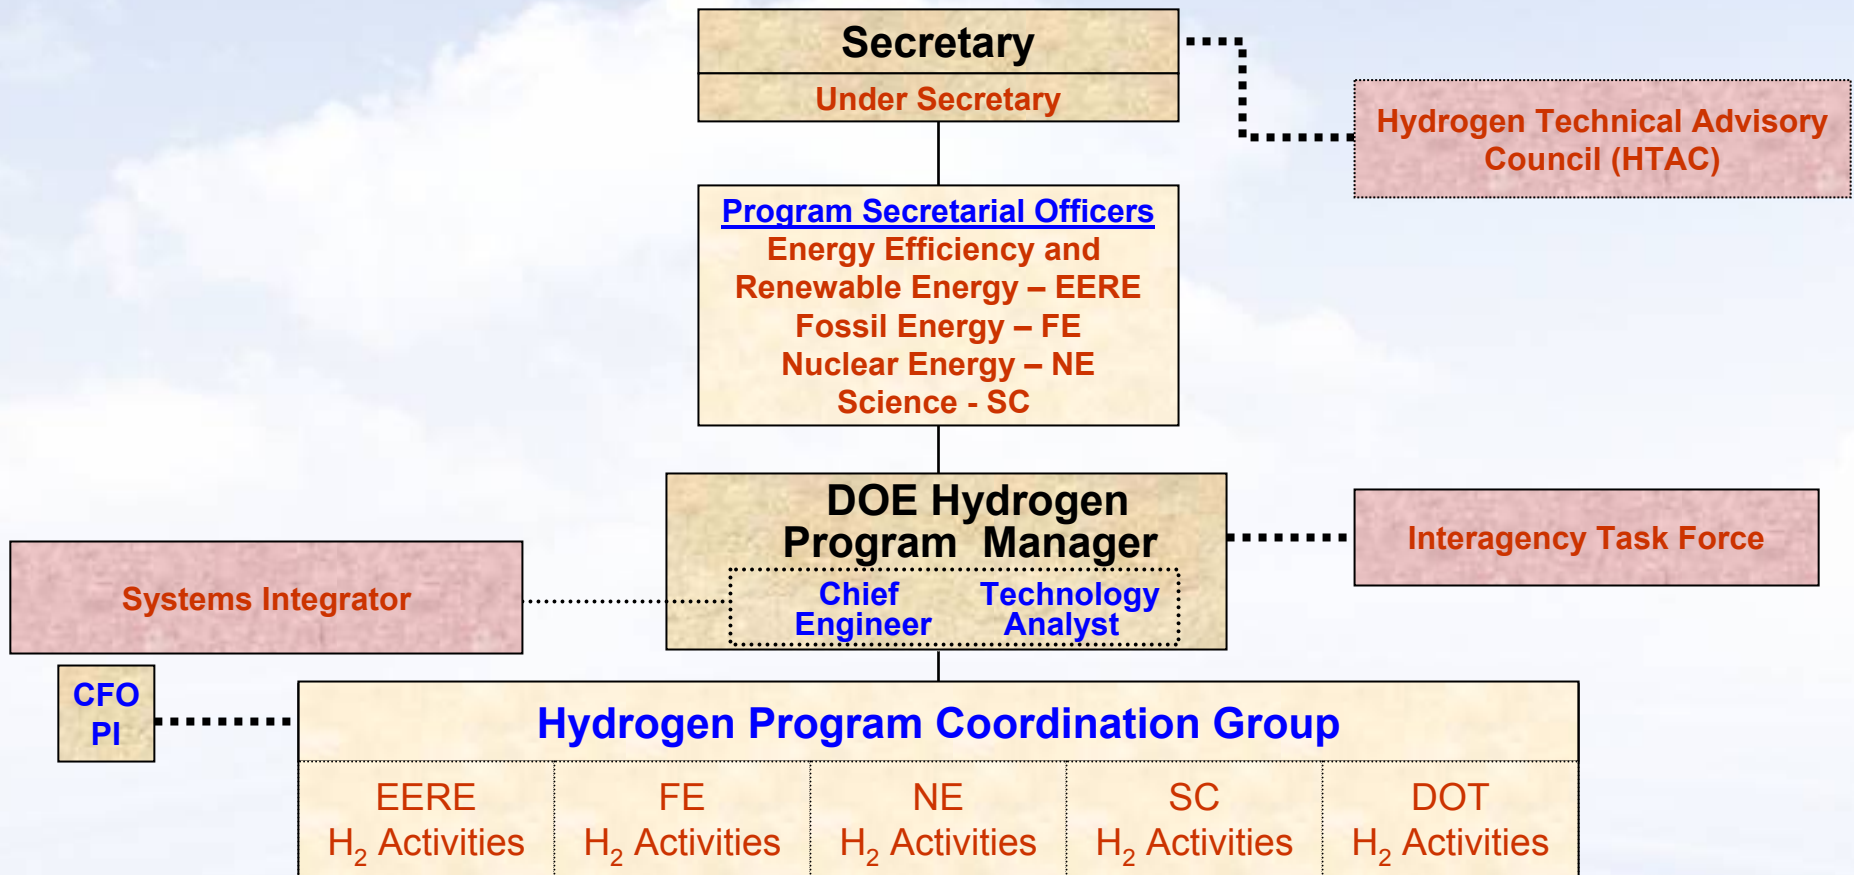 Secretary
Under Secretary
Hydrogen Technical Advisory
Council (HTAC)
Program Secretarial Officers
Energy Efficiency and
Renewable Energy – EERE
Fossil Energy – FE
Nuclear Energy – NE
Science - SC
DOE Hydrogen
Program Manager
Chief
Engineer
Technology
Analyst
Interagency Task Force
Systems Integrator
CFO
PI
Hydrogen Program Coordination Group
EERE
H₂ Activities
FE
H₂ Activities
NE
H₂ Activities
SC
H₂ Activities
DOT
H₂ Activities